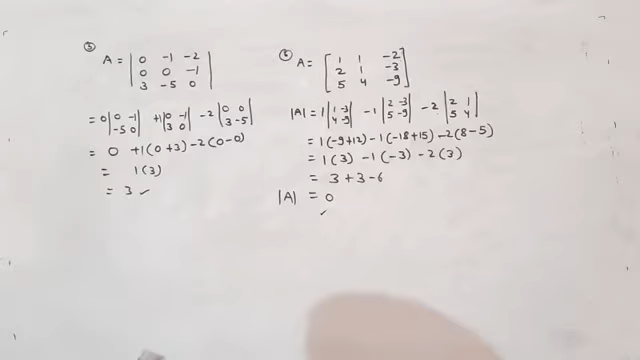 ⑤
A = | 0 -1 -2 |
| 0 0 -1 |
| 3 -5 0 |
= 0 | 0 -1 | +1 | 0 -1 | -2 | 0 0 |
| -5 0 | | 3 0 | | 3 -5 |
= 0 +1(0+3) -2(0-0)
= 1(3)
= 3 ✓
⑥
A = [ 1 1 -2 ]
[ 2 1 -3 ]
[ 5 4 -9 ]
|A| = 1 | 1 -3 | -1 | 2 -3 | -2 | 2 1 |
| 4 -9 | | 5 -9 | | 5 4 |
= 1(-9+12) -1(-18+15) -2(8-5)
= 1(3) -1(-3) -2(3)
= 3+3-6
|A| = 0
✓